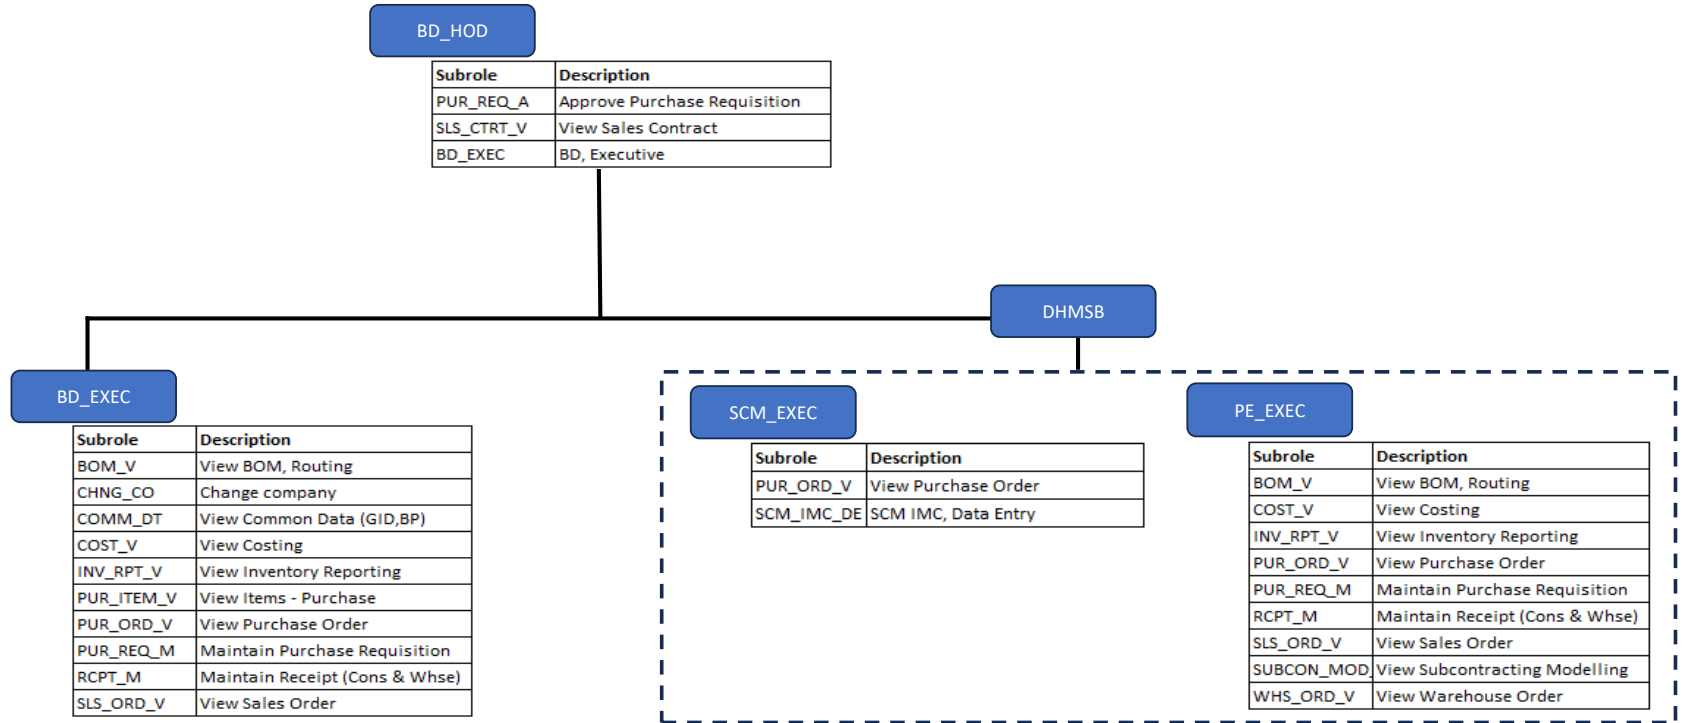 BD_HOD
Subrole Description
PUR_REQ_A Approve Purchase Requisition
SLS_CTRT_V View Sales Contract
BD_EXEC BD, Executive
DHMSB
BD_EXEC
Subrole Description
BOM_V View BOM, Routing
CHNG_CO Change company
COMM_DT View Common Data (GID,BP)
COST_V View Costing
INV_RPT_V View Inventory Reporting
PUR_ITEM_V View Items - Purchase
PUR_ORD_V View Purchase Order
PUR_REQ_M Maintain Purchase Requisition
RCPT_M Maintain Receipt (Cons & Whse)
SLS_ORD_V View Sales Order
SCM_EXEC
Subrole Description
PUR_ORD_V View Purchase Order
SCM_IMC_DE SCM IMC, Data Entry
PE_EXEC
Subrole Description
BOM_V View BOM, Routing
COST_V View Costing
INV_RPT_V View Inventory Reporting
PUR_ORD_V View Purchase Order
PUR_REQ_M Maintain Purchase Requisition
RCPT_M Maintain Receipt (Cons & Whse)
SLS_ORD_V View Sales Order
SUBCON_MOD_ View Subcontracting Modelling
WHS_ORD_V View Warehouse Order